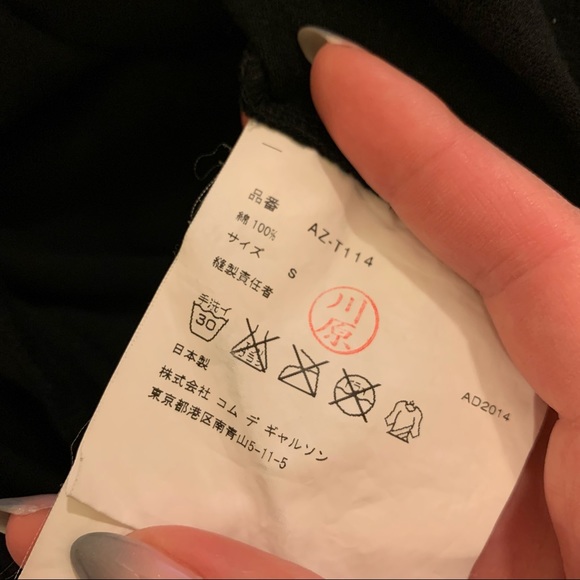 品番 AZ-T114
綿 100%
サイズ S
縫製責任者 川原
手洗イ
30
日本製
AD2014
株式会社 コム デ ギャルソン
東京都港区南青山5-11-5